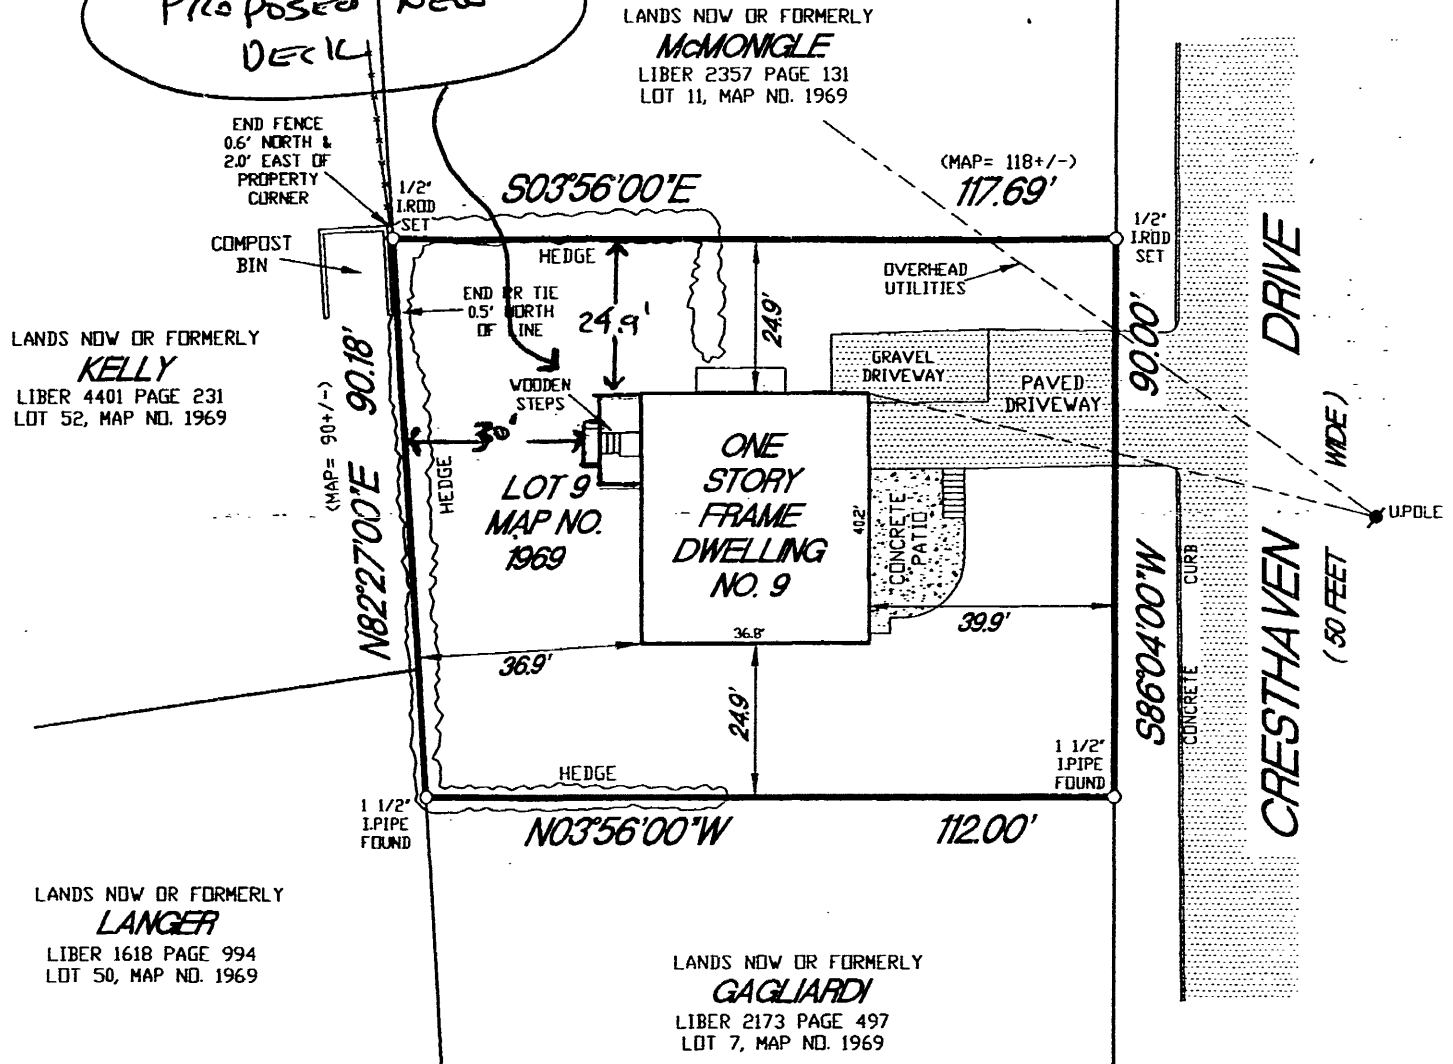 PROPOSED NEW
DECK
LANDS NOW OR FORMERLY
McMONIGLE
LIBER 2357 PAGE 131
LOT 11, MAP NO. 1969
END FENCE
0.6' NORTH &
2.0' EAST OF
PROPERTY
CORNER
1/2"
I.ROD
SET
S03°56'00"E
(MAP= 118+/-)
117.69'
1/2"
I.ROD
SET
COMPOST
BIN
HEDGE
OVERHEAD
UTILITIES
END RR TIE
0.5' NORTH
OF LINE
24.9'
24.9'
LANDS NOW OR FORMERLY
KELLY
LIBER 4401 PAGE 231
LOT 52, MAP NO. 1969
90.18'
(MAP= 90+/-)
N82°27'00"E
HEDGE
WOODEN
STEPS
30'
GRAVEL
DRIVEWAY
PAVED
DRIVEWAY
90.00'
DRIVE
LOT 9
MAP NO.
1969
ONE
STORY
FRAME
DWELLING
NO. 9
40.2'
36.8'
CONCRETE
PATIO
39.9'
36.9'
24.9'
S86°04'00"W
CONCRETE CURB
CRESTHAVEN
(50 FEET WIDE)
U.POLE
HEDGE
1 1/2"
I.PIPE
FOUND
1 1/2"
I.PIPE
FOUND
N03°56'00"W
112.00'
LANDS NOW OR FORMERLY
LANGER
LIBER 1618 PAGE 994
LOT 50, MAP NO. 1969
LANDS NOW OR FORMERLY
GAGLIARDI
LIBER 2173 PAGE 497
LOT 7, MAP NO. 1969